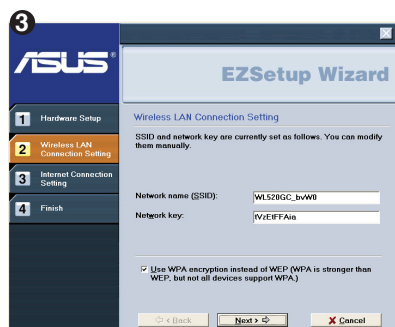 3
ASUS
EZSetup Wizard
1 Hardware Setup
2 Wireless LAN
Connection Setting
3 Internet Connection
Setting
4 Finish
Wireless LAN Connection Setting
SSID and network key are currently set as follows. You can modify
them manually.
Network name (SSID): WL520GC_bvW0
Network key: fVzEtFFAia
Use WPA encryption instead of WEP (WPA is stronger than
WEP, but not all devices support WPA.)
< Back Next > Cancel